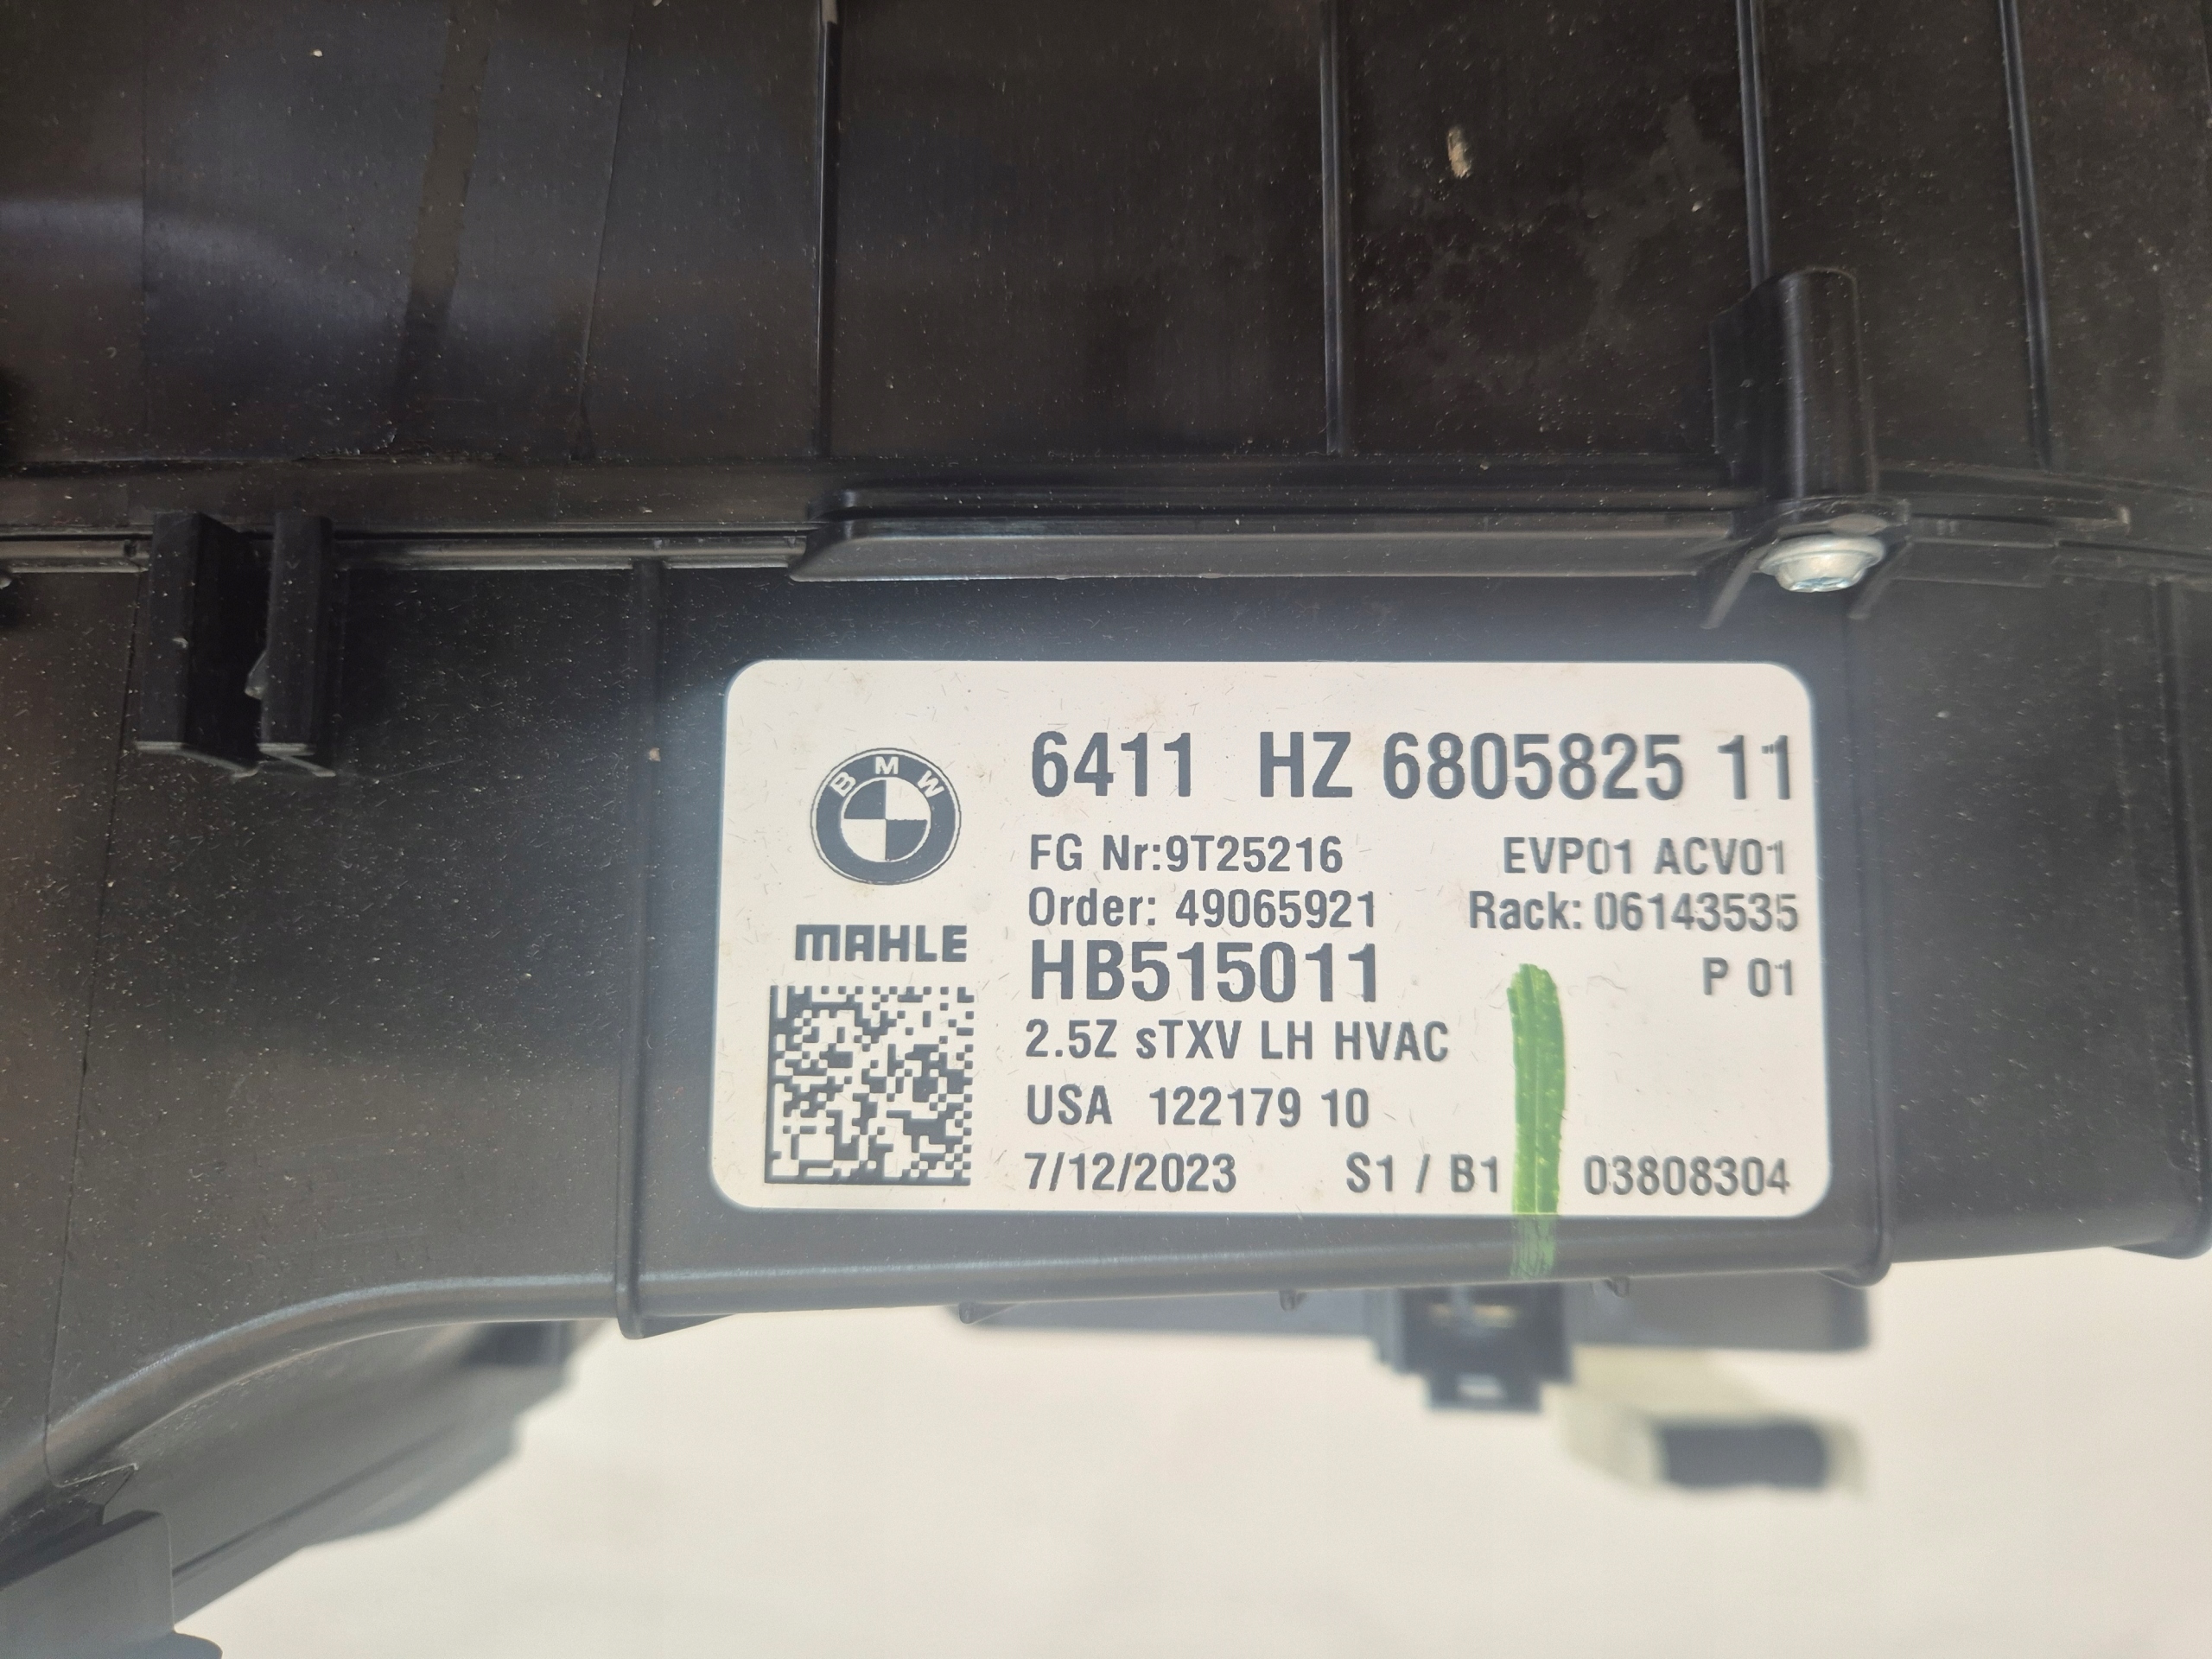 BMW
MAHLE
6411 HZ 6805825 11
FG Nr:9T25216 EVP01 ACV01
Order: 49065921 Rack: 06143535
HB515011 P 01
2.5Z sTXV LH HVAC
USA 122179 10
7/12/2023 S1 / B1 03808304